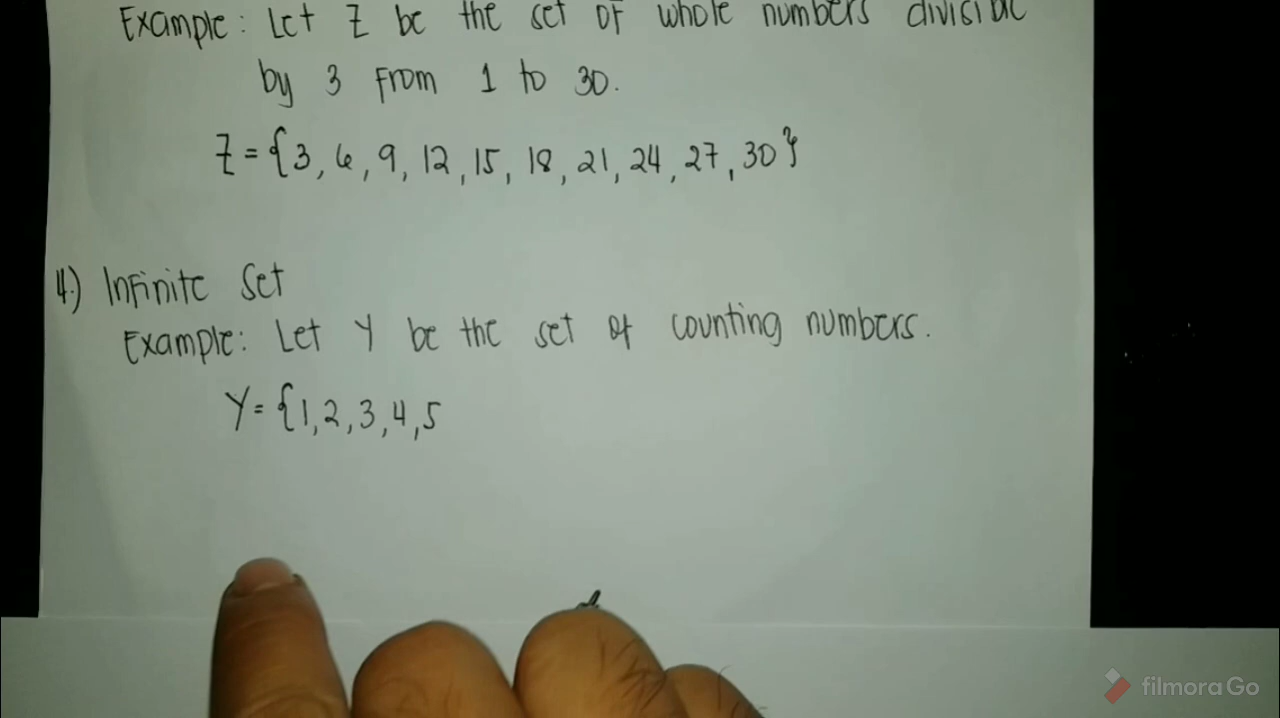 Example: Let Z be the set of whole numbers divisible
by 3 from 1 to 30.
Z = {3, 6, 9, 12, 15, 18, 21, 24, 27, 30}
4.) Infinite Set
Example: Let Y be the set of counting numbers.
Y = {1, 2, 3, 4, 5
filmoraGo